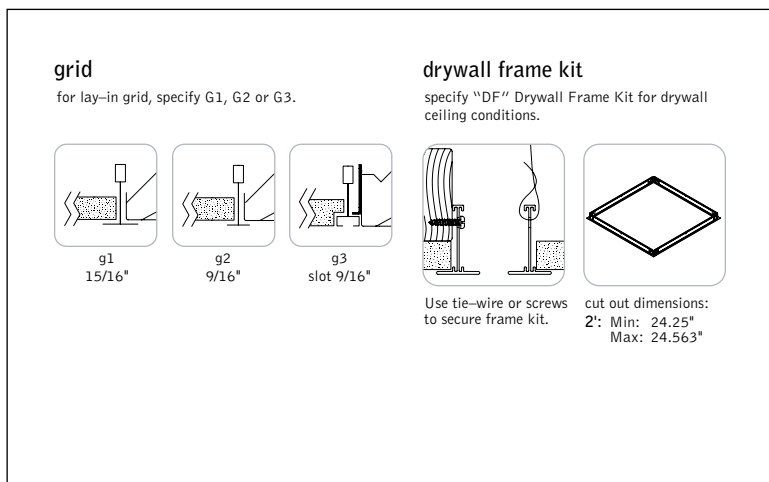 grid
for lay–in grid, specify G1, G2 or G3.
g1
15/16"
g2
9/16"
g3
slot 9/16"
drywall frame kit
specify “DF” Drywall Frame Kit for drywall
ceiling conditions.
Use tie–wire or screws
to secure frame kit.
cut out dimensions:
2': Min: 24.25"
Max: 24.563"